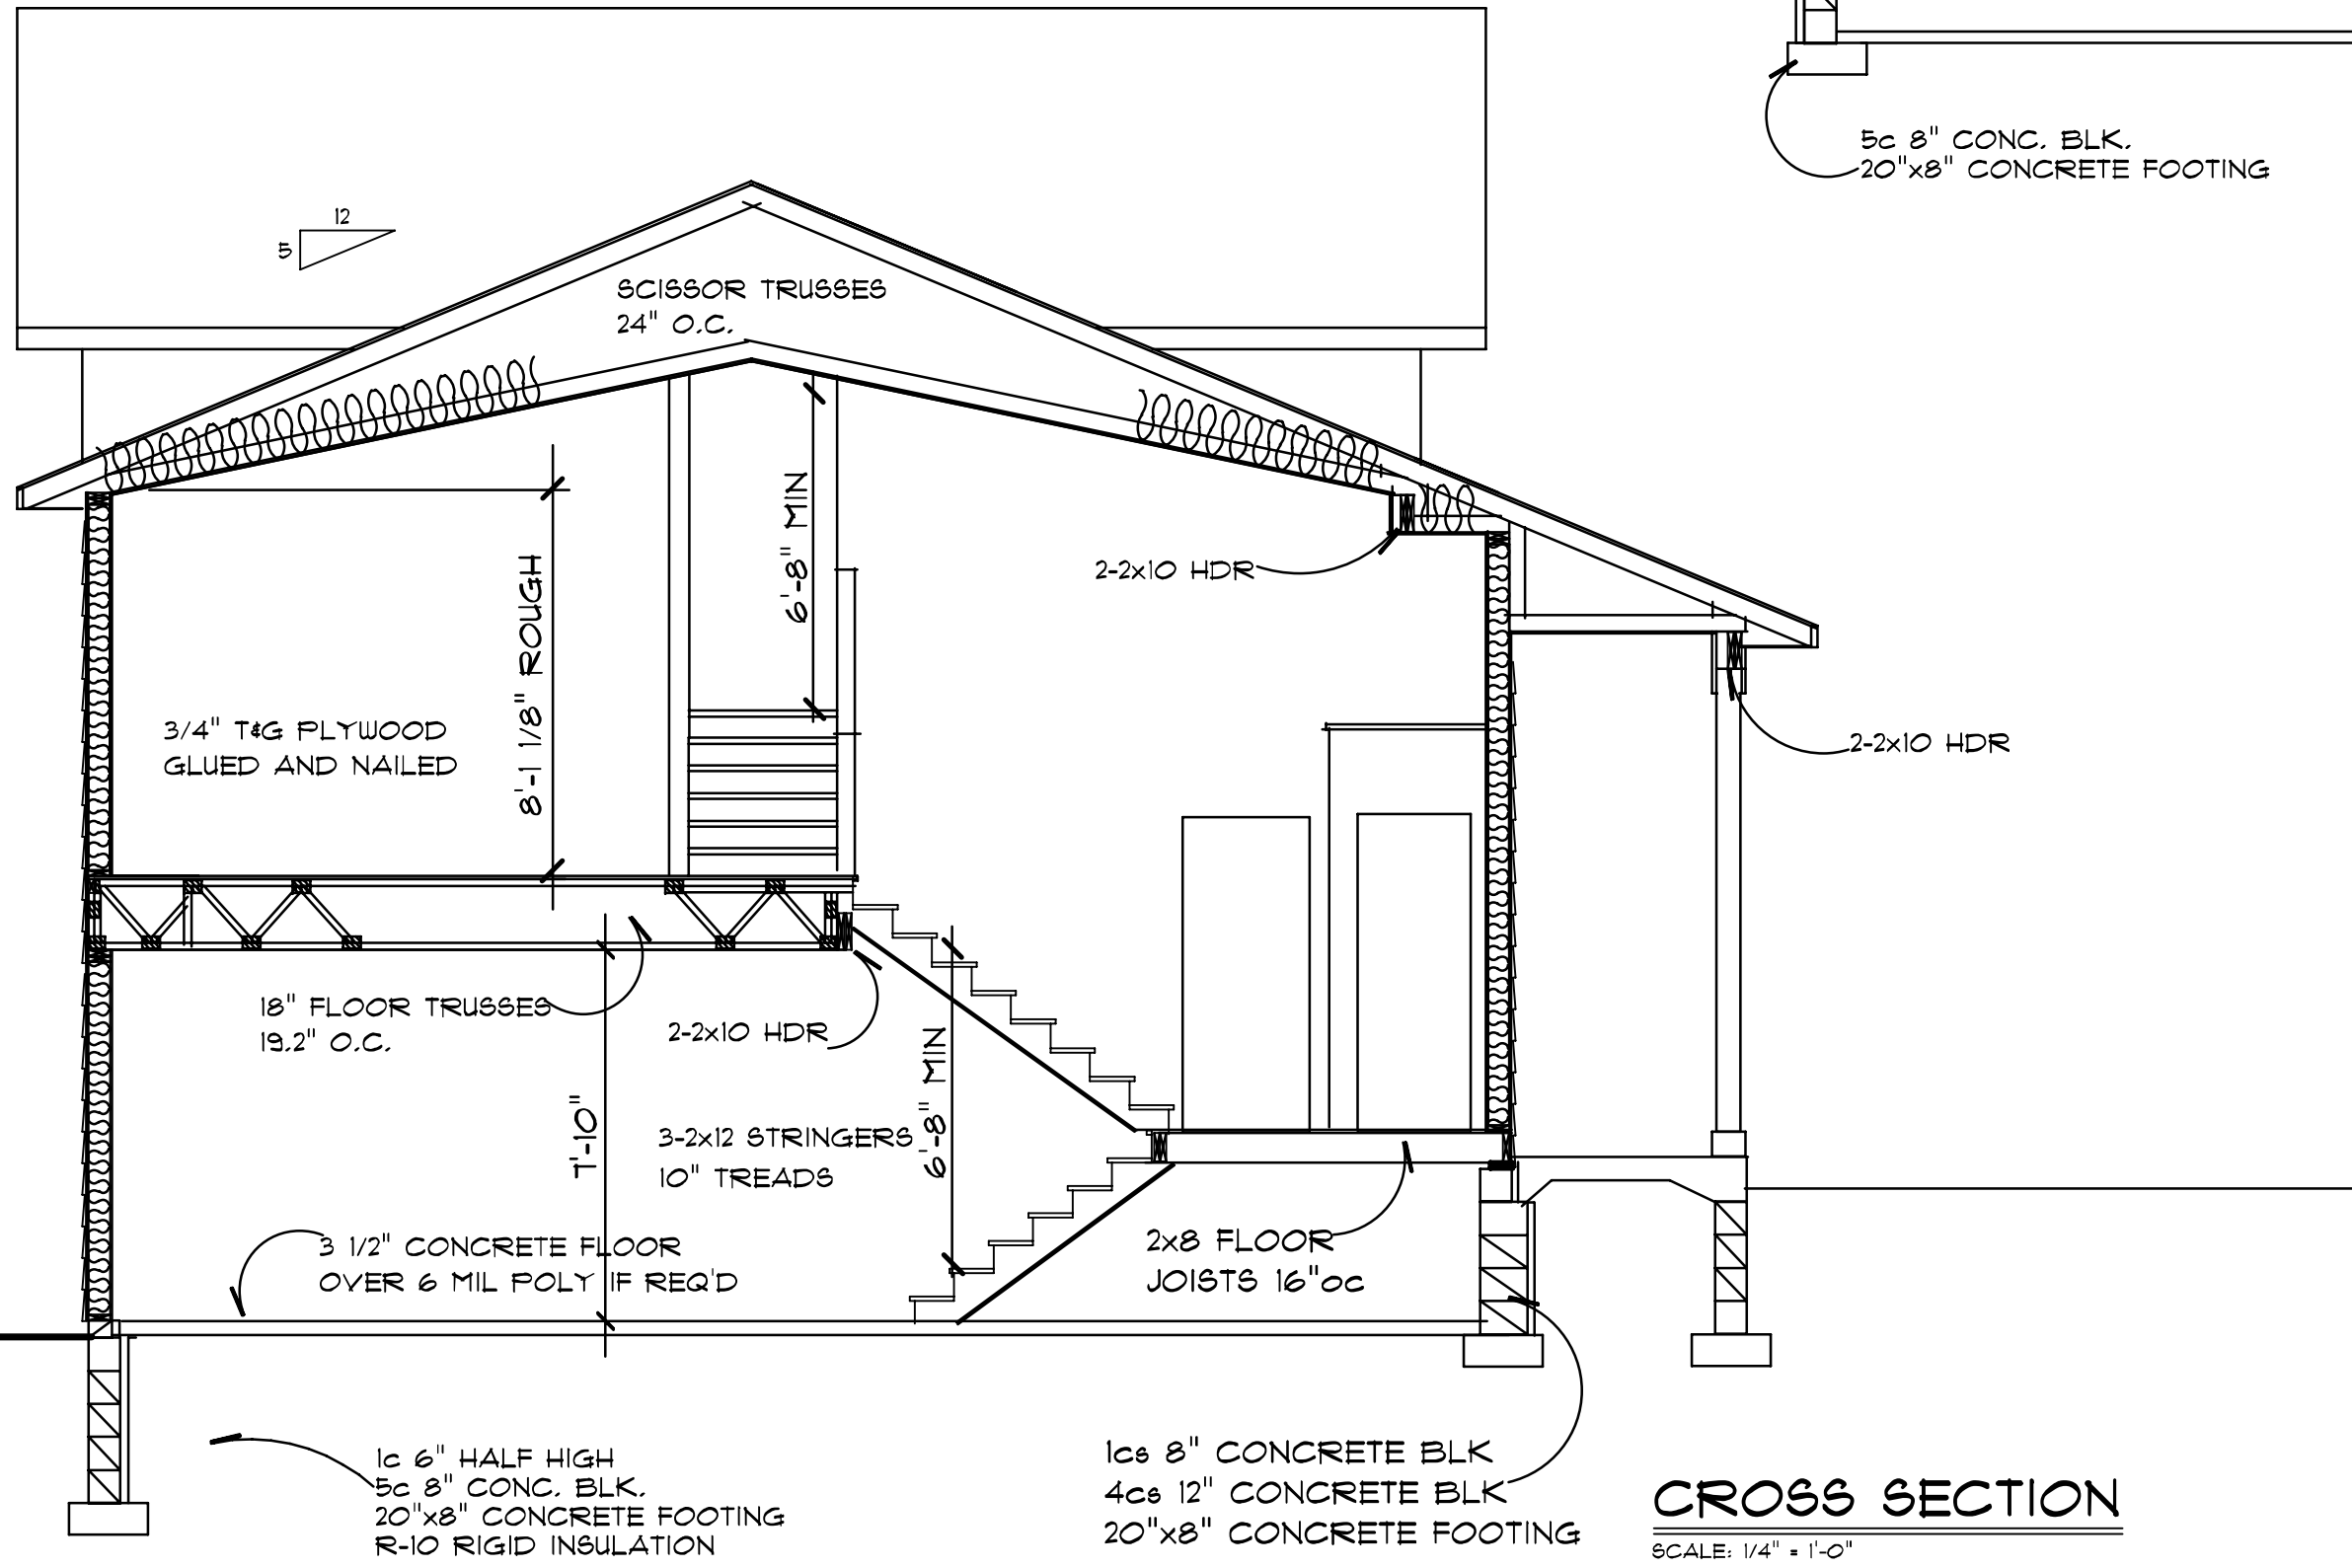 5c 8" CONC. BLK.
20"x8" CONCRETE FOOTING
12
5
SCISSOR TRUSSES
24" O.C.
6'-8" MIN
2-2x10 HDR
8'-1 1/8" ROUGH
3/4" T&G PLYWOOD
GLUED AND NAILED
2-2x10 HDR
18" FLOOR TRUSSES
19.2" O.C.
2-2x10 HDR
6'-8" MIN
7'-10"
3-2x12 STRINGERS
10" TREADS
3 1/2" CONCRETE FLOOR
OVER 6 MIL POLY IF REQ'D
2x8 FLOOR
JOISTS 16"oc
1c 6" HALF HIGH
5c 8" CONC. BLK.
20"x8" CONCRETE FOOTING
R-10 RIGID INSULATION
1cs 8" CONCRETE BLK
4cs 12" CONCRETE BLK
20"x8" CONCRETE FOOTING
CROSS SECTION
SCALE: 1/4" = 1'-0"